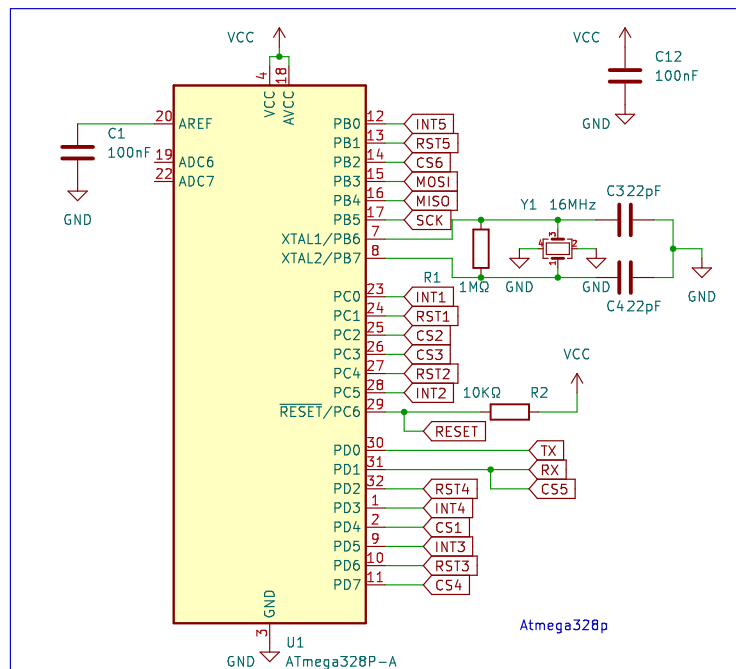 VCC
VCC
C12
100nF
GND
4
18
VCC
AVCC
20
AREF
C1
100nF
GND
19
ADC6
22
ADC7
PB0
12
INT5
PB1
13
RST5
PB2
14
CS6
PB3
15
MOSI
PB4
16
MISO
PB5
17
SCK
XTAL1/PB6
7
XTAL2/PB7
8
Y1 16MHz
3
4
2
1
GND
GND
R1
1MΩ
C3
22pF
C4
22pF
GND
PC0
23
INT1
PC1
24
RST1
PC2
25
CS2
PC3
26
CS3
PC4
27
RST2
PC5
28
INT2
RESET/PC6
29
RESET
10KΩ
R2
VCC
PD0
30
TX
PD1
31
RX
CS5
PD2
32
RST4
PD3
1
INT4
PD4
2
CS1
PD5
9
INT3
PD6
10
RST3
PD7
11
CS4
GND
3
GND
U1
ATmega328P-A
Atmega328p